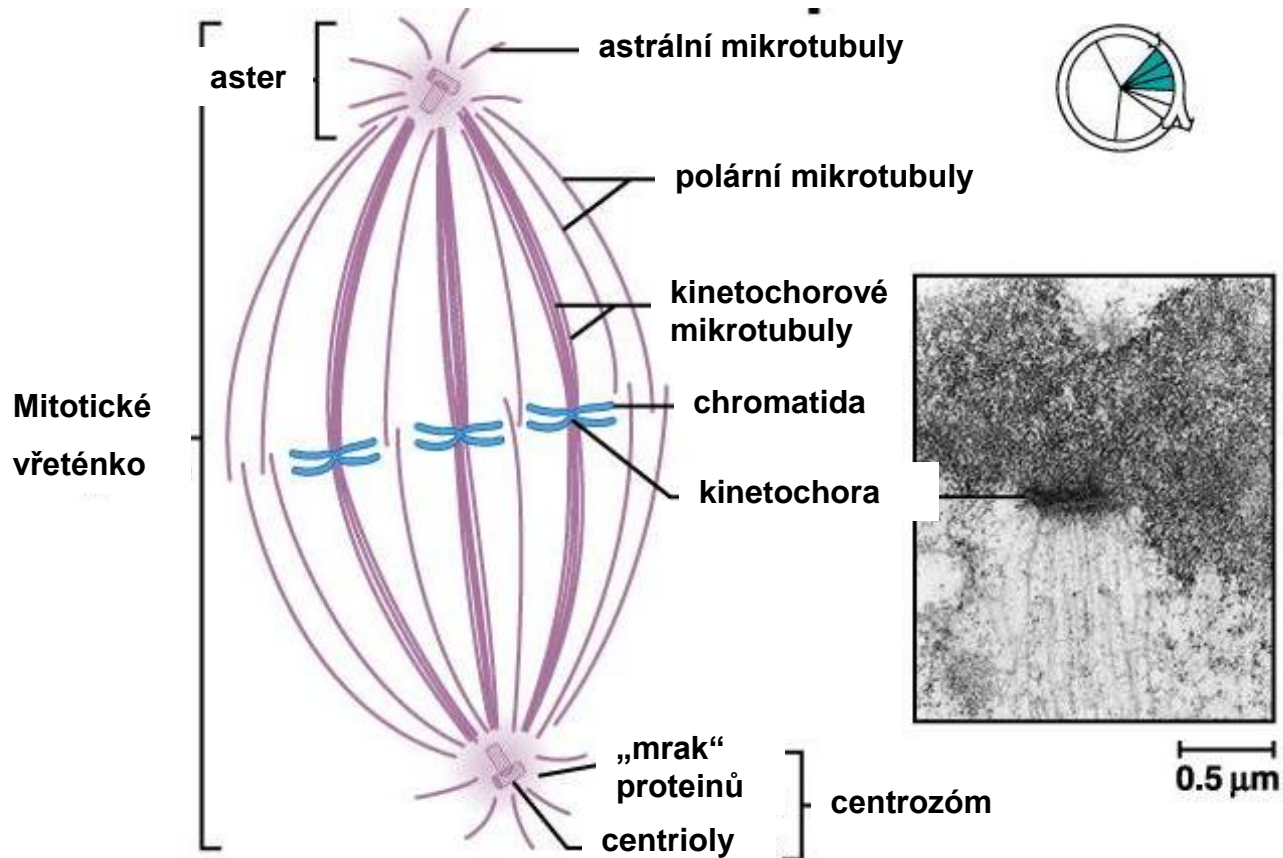 astrální mikrotubuly
aster
polární mikrotubuly
kinetochorové
mikrotubuly
chromatida
Mitotické
vřeténko
kinetochora
„mrak“
proteinů
0.5 μm
centrozóm
centrioly